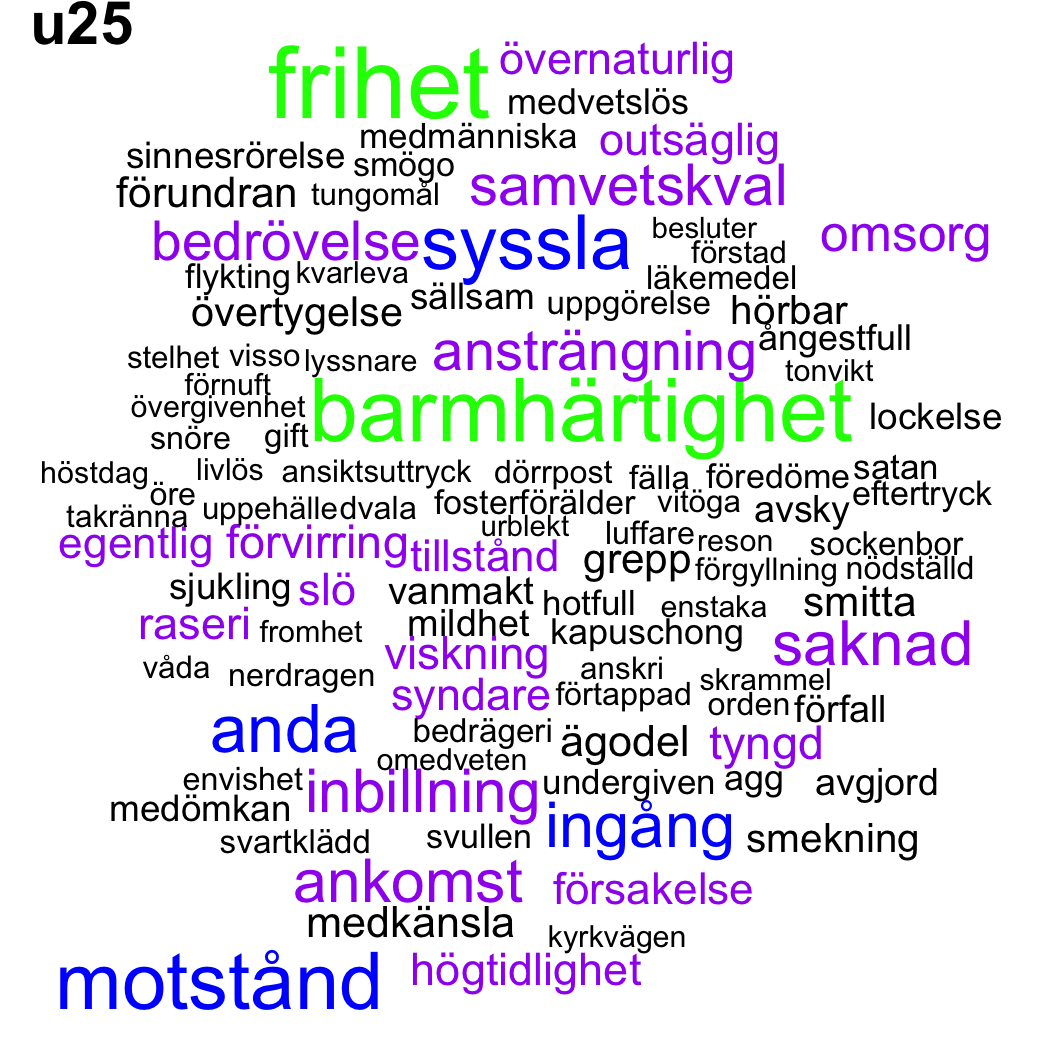 u25
frihet övernaturlig
medvetslös
medmänniska outsäglig
sinnesrörelse smögo
förundran tungomål samvetskval
bedrövelse syssla besluter omsorg
förstad
flykting kvarleva läkemedel
övertygelse sällsam uppgörelse hörbar
ångestfull
stelhet visso lyssnare ansträngning
förnuft tonvikt
övergivenhet barmhärtighet lockelse
snöre gift
höstdag livlös ansiktsuttryck dörrpost fälla föredöme satan
öre eftertryck
takränna uppehälle dvala fosterförälder vitöga avsky
urblekt luffare reson sockenbor
egentlig förvirring tillstånd grepp förgyllning nödställd
sjukling slö vanmakt hotfull enstaka smitta
raseri fromhet mildhet kapuschong saknad
våda nerdragen viskning anskri skrammel
syndare förtappad orden förfall
anda bedrägeri ägodel tyngd
omedveten
envishet inbillning undergiven agg avgjord
medömkan
svartklädd svullen ingång smekning
ankomst försakelse
medkänsla kyrkvägen
motstånd högtidlighet